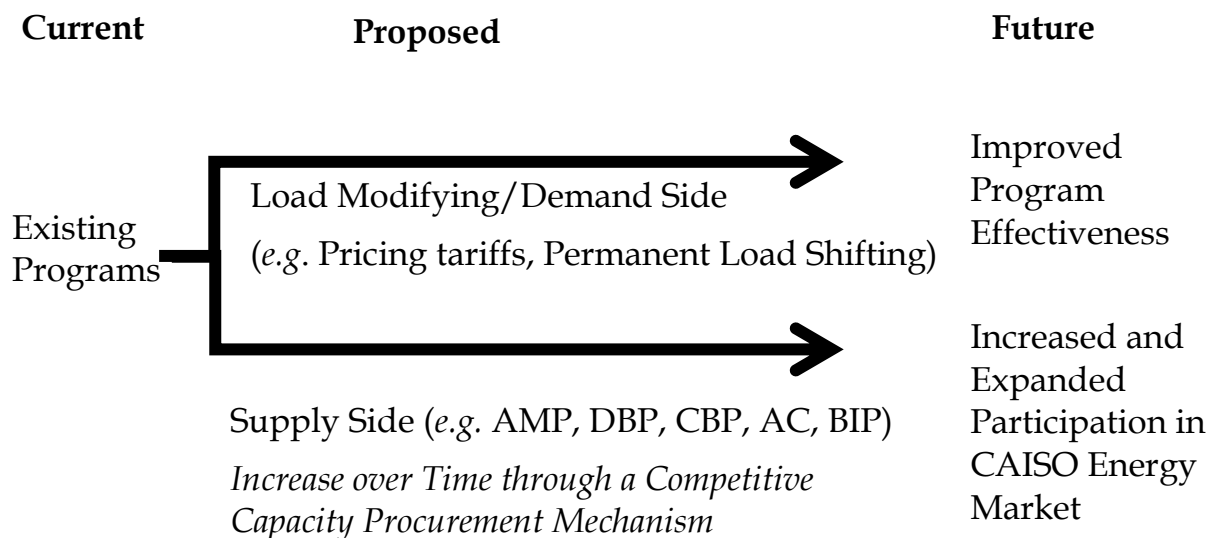 Current Proposed Future
Load Modifying/Demand Side
(e.g. Pricing tariffs, Permanent Load Shifting)
Improved
Program
Effectiveness
Existing
Programs
Supply Side (e.g. AMP, DBP, CBP, AC, BIP)
Increase over Time through a Competitive
Capacity Procurement Mechanism
Increased and
Expanded
Participation in
CAISO Energy
Market